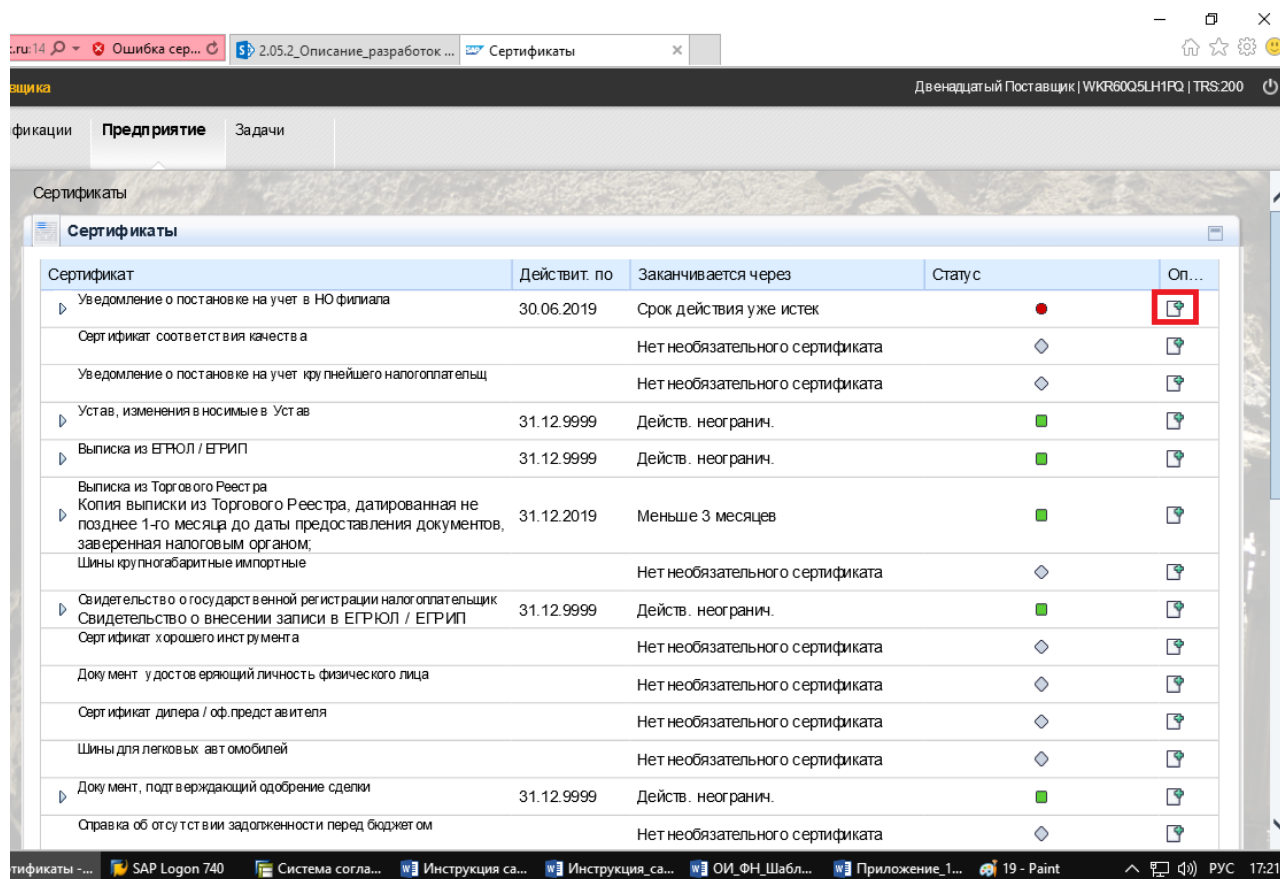 .ru:14 Ошибка сер... 2.05.2_Описание_разработок ... Сертификаты
вщика Двенадцатый Поставщик | WKR60Q5LH1FQ | TRS:200
фикации Предприятие Задачи
Сертификаты
Сертификаты
Сертификат Действит. по Заканчивается через Статус Оп...
Уведомление о постановке на учет в НО филиала
30.06.2019 Срок действия уже истек
Сертификат соответствия качества
Нет необязательного сертификата
Уведомление о постановке на учет крупнейшего налогоплательщ
Нет необязательного сертификата
Устав, изменения вносимые в Устав
31.12.9999 Действ. неогранич.
Выписка из ЕГРЮЛ / ЕГРИП
31.12.9999 Действ. неогранич.
Выписка из Торгового Реестра
Копия выписки из Торгового Реестра, датированная не
позднее 1-го месяца до даты предоставления документов,
31.12.2019 Меньше 3 месяцев
заверенная налоговым органом;
Шины крупногабаритные импортные
Нет необязательного сертификата
Свидетельство о государственной регистрации налогоплательщик
Свидетельство о внесении записи в ЕГРЮЛ / ЕГРИП
31.12.9999 Действ. неогранич.
Сертификат хорошего инструмента
Нет необязательного сертификата
Документ удостоверяющий личность физического лица
Нет необязательного сертификата
Сертификат дилера / оф.представителя
Нет необязательного сертификата
Шины для легковых автомобилей
Нет необязательного сертификата
Документ, подтверждающий одобрение сделки
31.12.9999 Действ. неогранич.
Справка об отсутствии задолженности перед бюджетом
Нет необязательного сертификата
тификаты -... SAP Logon 740 Система согла... Инструкция са... Инструкция_са... ОИ_ФН_Шабл... Приложение_1... 19 - Paint РУС 17:21